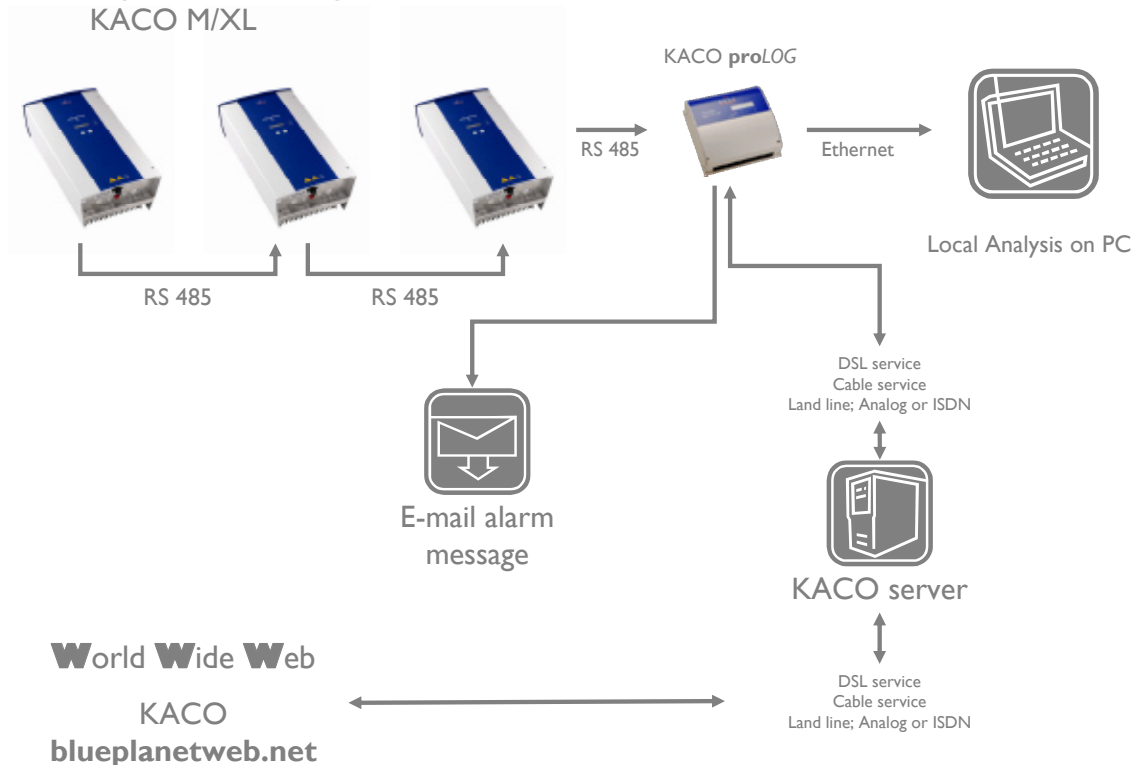 KACO M/XL
KACO proLOG
RS 485
Ethernet
Local Analysis on PC
RS 485
RS 485
DSL service
Cable service
Land line; Analog or ISDN
E-mail alarm
message
KACO server
World Wide Web
KACO
blueplanetweb.net
DSL service
Cable service
Land line; Analog or ISDN